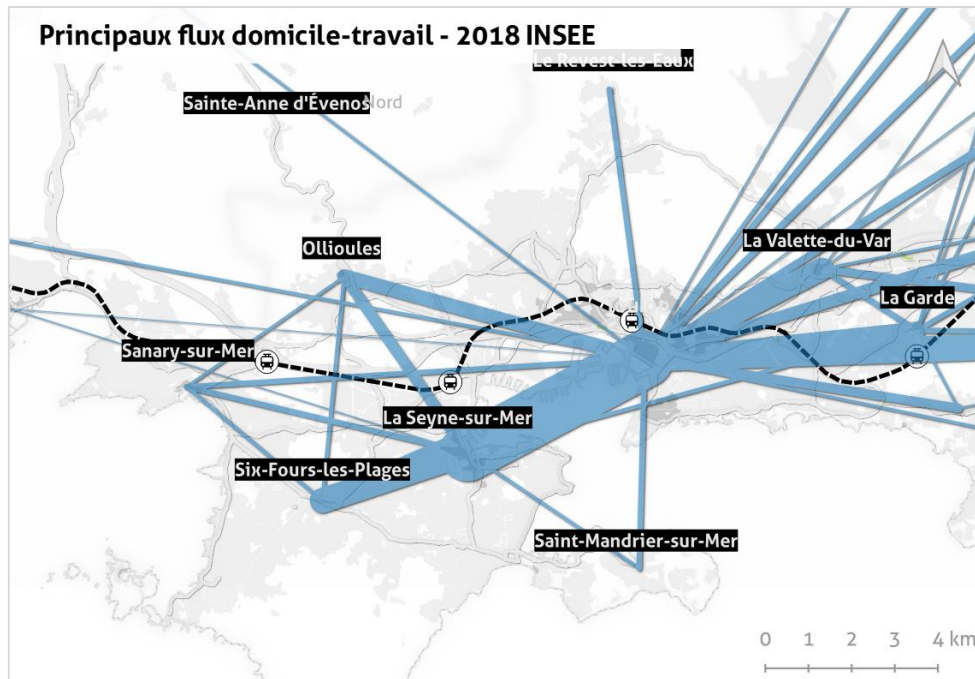 Principaux flux domicile-travail - 2018 INSEE
Le Revest-les-Eaux
Sainte-Anne d'Évenos
Nord
Ollioules
La Valette-du-Var
La Garde
Sanary-sur-Mer
La Seyne-sur-Mer
Six-Fours-les-Plages
Saint-Mandrier-sur-Mer
0 1 2 3 4 km